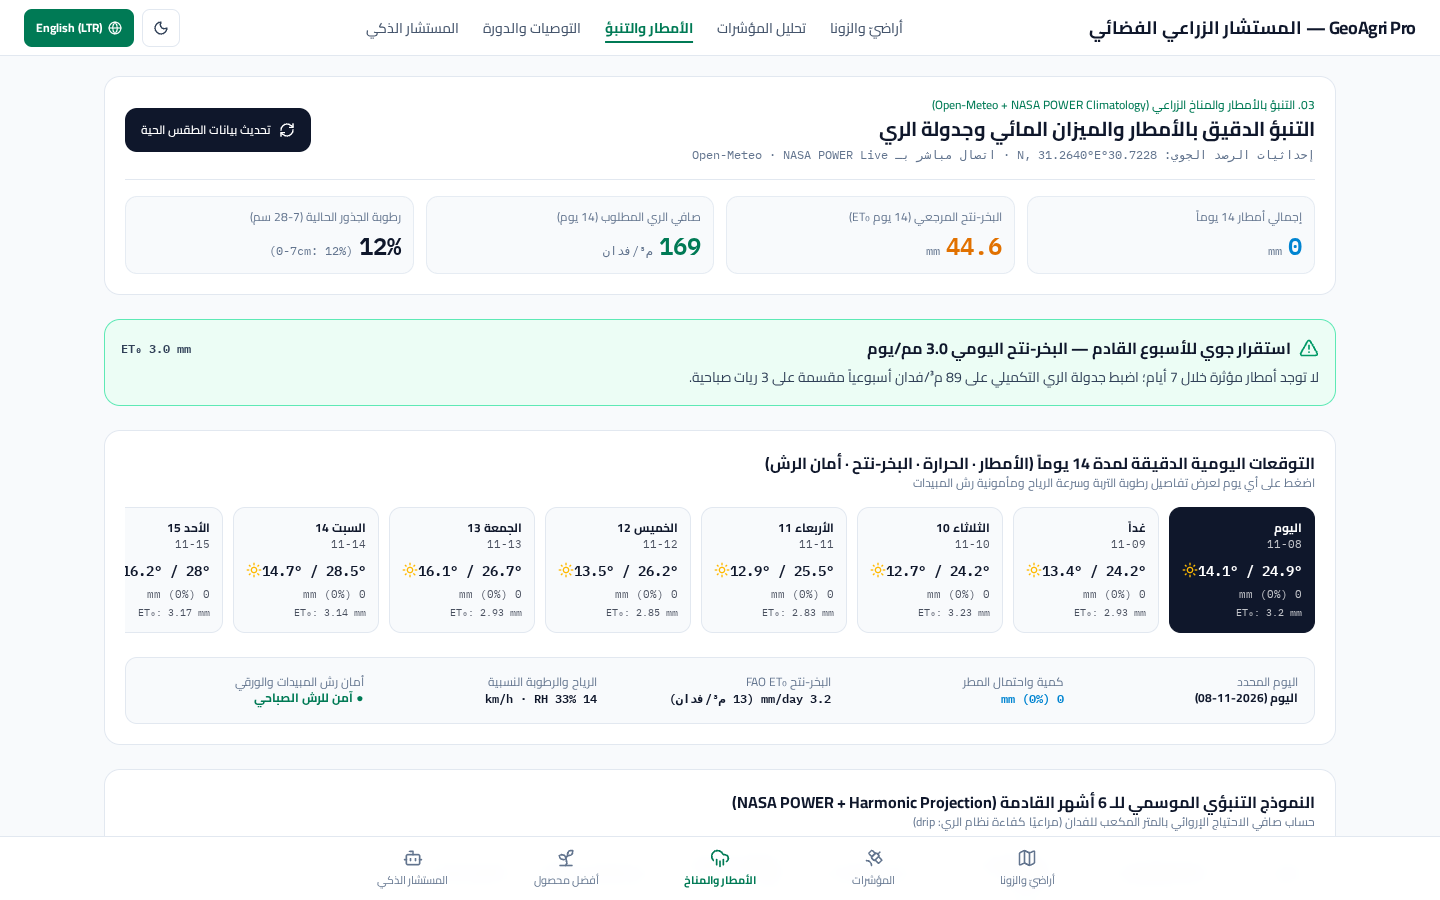 GeoAgri Pro — المستشار الزراعي الفضائي
أراضيّ والزونا
تحليل المؤشرات
الأمطار والتنبؤ
التوصيات والدورة
المستشار الذكي
English (LTR)
03. التنبؤ بالأمطار والمناخ الزراعي (Open-Meteo + NASA POWER Climatology)
التنبؤ الدقيق بالأمطار والميزان المائي وجدولة الري
إحداثيات الرصد الجوي: 30.7228°N, 31.2640°E · اتصال مباشر بـ Open-Meteo · NASA POWER Live
تحديث بيانات الطقس الحية
إجمالي أمطار 14 يوماً
0 mm
البخر-نتح المرجعي (14 يوم ET₀)
44.6 mm
صافي الري المطلوب (14 يوم)
169 م³/فدان
رطوبة الجذور الحالية (7-28 سم)
12% (0-7cm: 12%)
استقرار جوي للأسبوع القادم — البخر-نتح اليومي 3.0 مم/يوم
ET₀ 3.0 mm
لا توجد أمطار مؤثرة خلال 7 أيام؛ اضبط جدولة الري التكميلي على 89 م³/فدان أسبوعياً مقسمة على 3 ريات صباحية.
التوقعات اليومية الدقيقة لمدة 14 يوماً (الأمطار · الحرارة · البخر-نتح · أمان الرش)
اضغط على أي يوم لعرض تفاصيل رطوبة التربة وسرعة الرياح ومأمونية رش المبيدات
اليوم
11-08
14.1° / 24.9°
0 mm (0%)
ET₀: 3.2 mm
غداً
11-09
13.4° / 24.2°
0 mm (0%)
ET₀: 2.93 mm
الثلاثاء 10
11-10
12.7° / 24.2°
0 mm (0%)
ET₀: 3.23 mm
الأربعاء 11
11-11
12.9° / 25.5°
0 mm (0%)
ET₀: 2.83 mm
الخميس 12
11-12
13.5° / 26.2°
0 mm (0%)
ET₀: 2.85 mm
الجمعة 13
11-13
16.1° / 26.7°
0 mm (0%)
ET₀: 2.93 mm
السبت 14
11-14
14.7° / 28.5°
0 mm (0%)
ET₀: 3.14 mm
الأحد 15
11-15
16.2° / 28°
0 mm (0%)
ET₀: 3.17 mm
اليوم المحدد
اليوم (2026-11-08)
كمية واحتمال المطر
0 mm (0%)
البخر-نتح FAO ET₀
3.2 mm/day (13 م³/فدان)
الرياح والرطوبة النسبية
14 km/h · RH 33%
أمان رش المبيدات والورقي
● آمن للرش الصباحي
النموذج التنبؤي الموسمي للـ 6 أشهر القادمة (NASA POWER + Harmonic Projection)
حساب صافي الاحتياج الإروائي بالمتر المكعب للفدان (مراعيًا كفاءة نظام الري: drip)
أراضيّ والزونا
المؤشرات
الأمطار والمناخ
أفضل محصول
المستشار الذكي